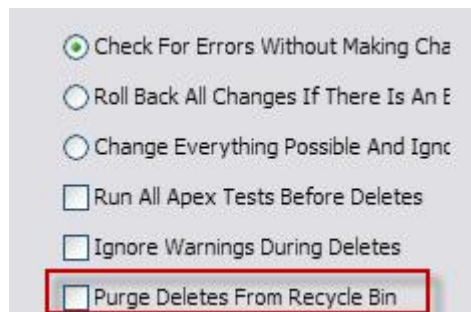 Check For Errors Without Making Cha
Roll Back All Changes If There Is An E
Change Everything Possible And Igno
Run All Apex Tests Before Deletes
Ignore Warnings During Deletes
Purge Deletes From Recycle Bin